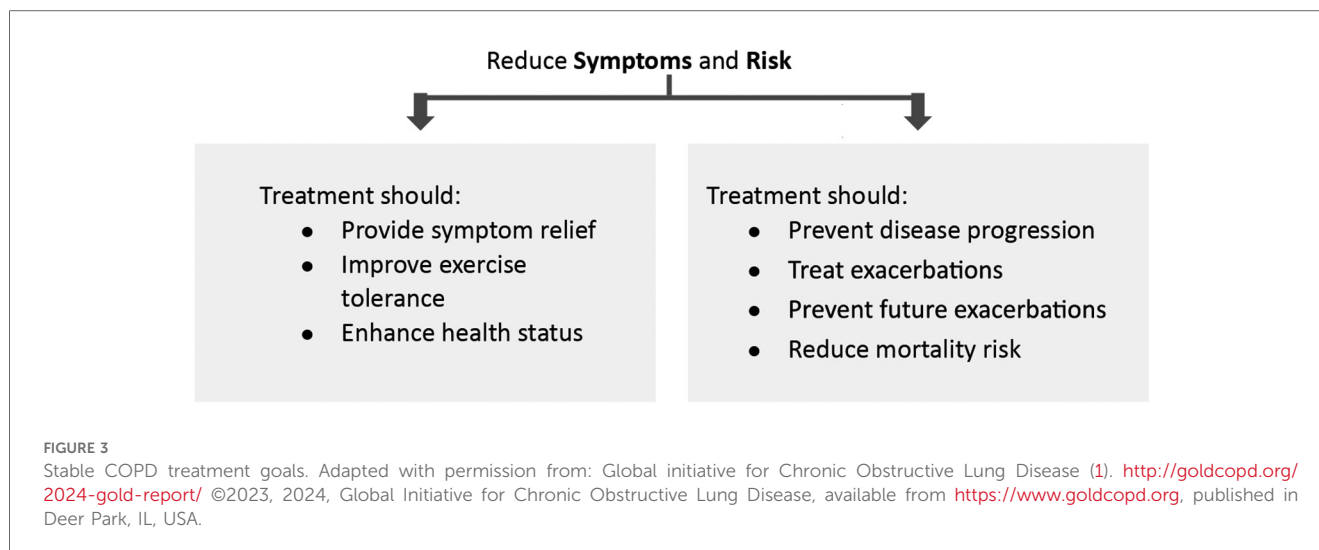 Reduce Symptoms and Risk
Treatment should:
● Provide symptom relief
● Improve exercise
tolerance
● Enhance health status
Treatment should:
● Prevent disease progression
● Treat exacerbations
● Prevent future exacerbations
● Reduce mortality risk
FIGURE 3
Stable COPD treatment goals. Adapted with permission from: Global initiative for Chronic Obstructive Lung Disease (1). http://goldcopd.org/
2024-gold-report/ ©2023, 2024, Global Initiative for Chronic Obstructive Lung Disease, available from https://www.goldcopd.org, published in
Deer Park, IL, USA.